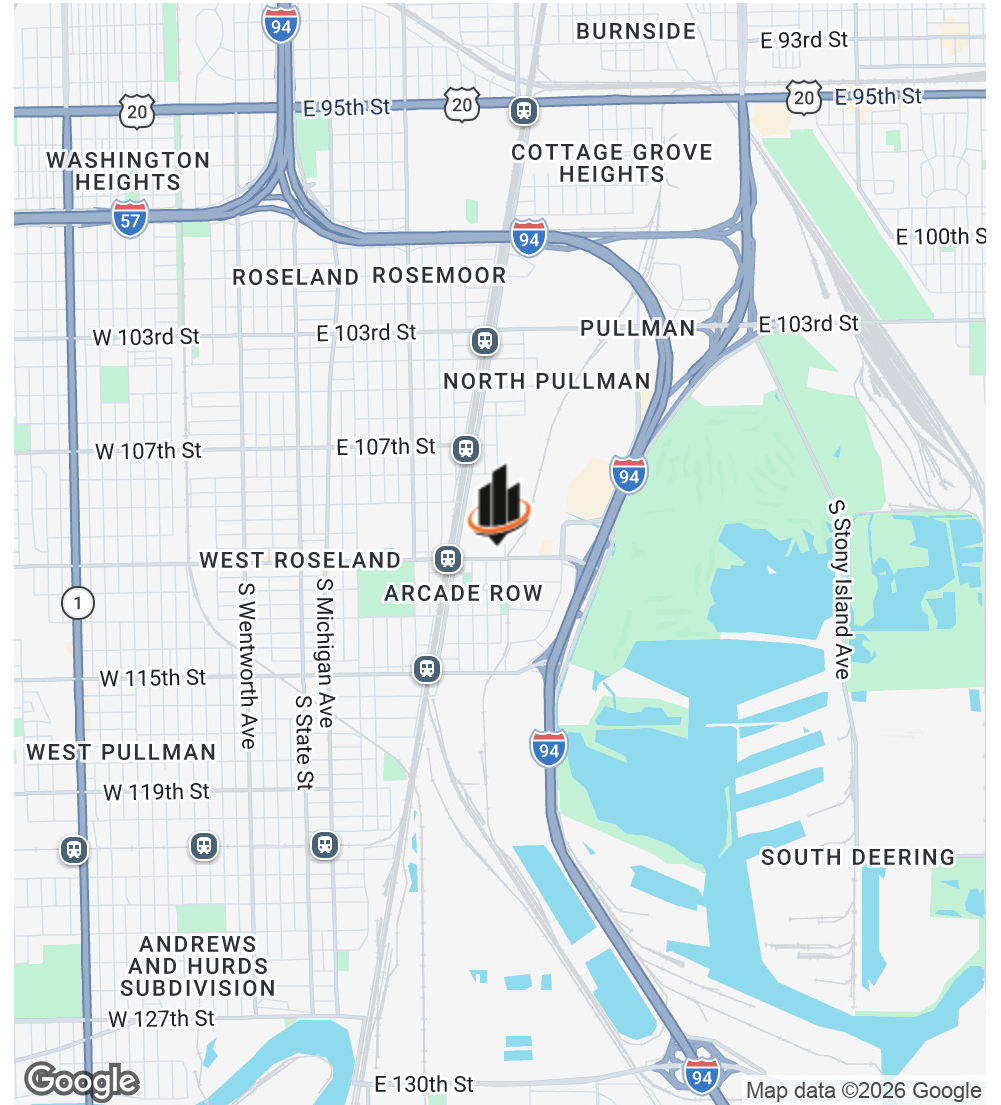 94
BURNSIDE
E 93rd St
20
E 95th St
20
20
E 95th St
WASHINGTON
HEIGHTS
COTTAGE GROVE
HEIGHTS
57
94
E 100th S
ROSELAND
ROSEMOOR
W 103rd St
E 103rd St
PULLMAN
E 103rd St
NORTH PULLMAN
W 107th St
E 107th St
94
S Stony Island Ave
WEST ROSELAND
ARCADE ROW
1
S Wentworth Ave
S Michigan Ave
W 115th St
S State St
WEST PULLMAN
94
W 119th St
SOUTH DEERING
ANDREWS
AND HURDS
SUBDIVISION
W 127th St
E 130th St
94
Google
Map data ©2026 Google